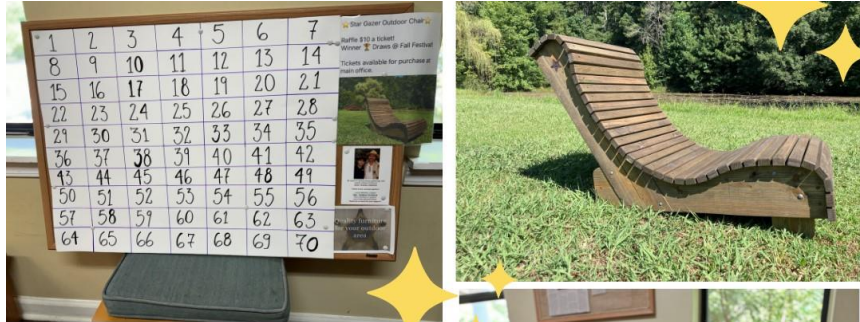 1 2 3 4 5 6 7
8 9 10 11 12 13 14
15 16 17 18 19 20 21
22 23 24 25 26 27 28
29 30 31 32 33 34 35
36 37 38 39 40 41 42
43 44 45 46 47 48 49
50 51 52 53 54 55 56
57 58 59 60 61 62 63
64 65 66 67 68 69 70
Star Gazer Outdoor Chair
Raffle $10 a ticket!
Winner 🏆 Draws @ Fall Festival
Tickets available for purchase at
main office.
Quality furniture
for your outdoor
area